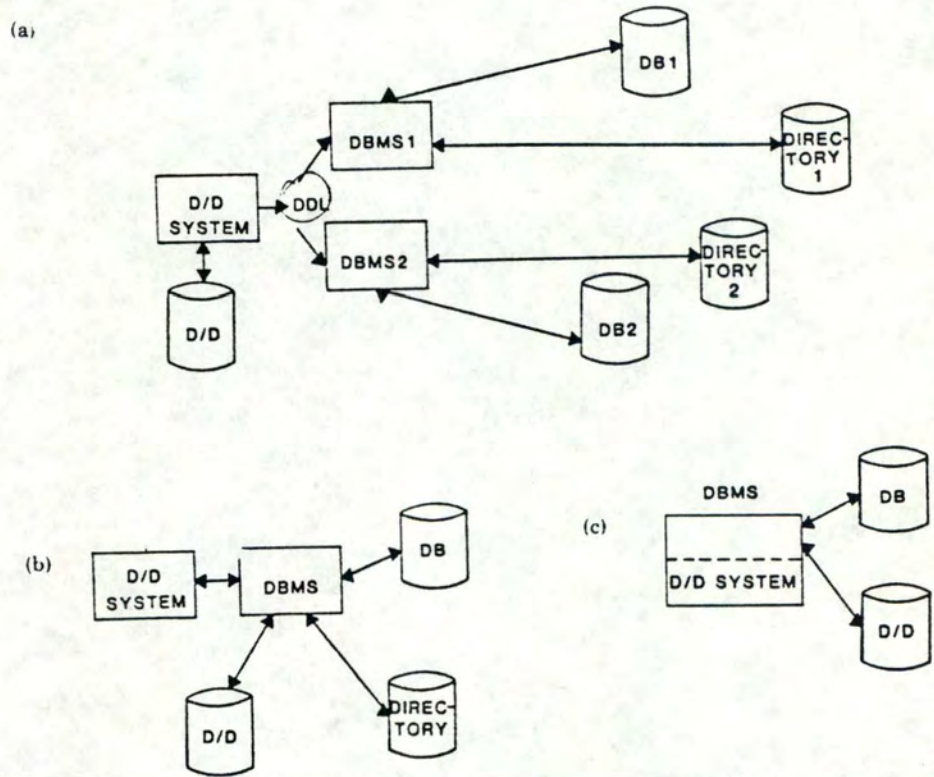 (a)
DB1
DBMS1
DIREC-
TORY
1
D/D
SYSTEM
DDL
DBMS2
DIREC-
TORY
2
D/D
DB2
(b)
D/D
SYSTEM
DBMS
DB
D/D
DIREC-
TORY
(c)
DBMS
D/D SYSTEM
DB
D/D